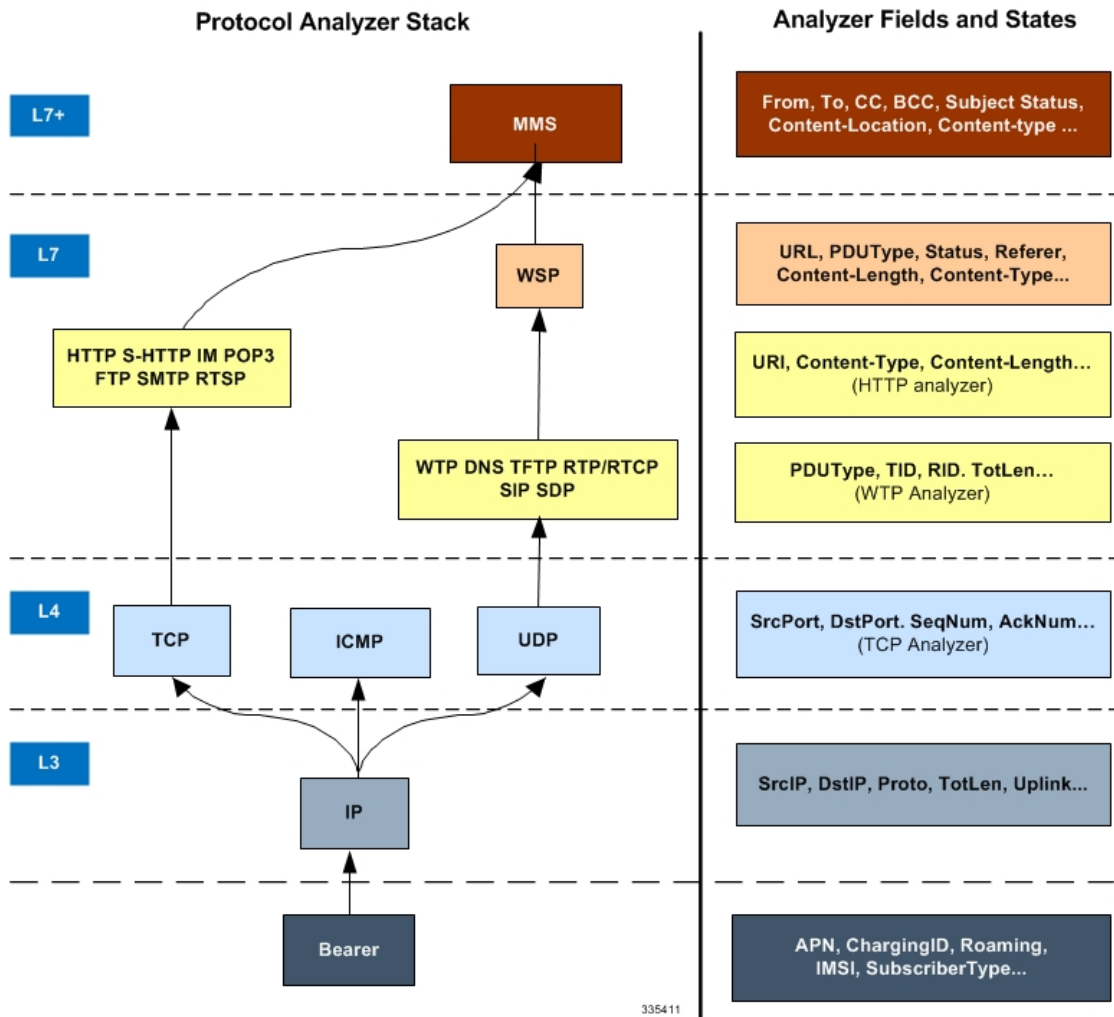 Protocol Analyzer Stack
Analyzer Fields and States
L7+
MMS
From, To, CC, BCC, Subject Status,
Content-Location, Content-type ...
L7
WSP
URL, PDUType, Status, Referer,
Content-Length, Content-Type...
HTTP S-HTTP IM POP3
FTP SMTP RTSP
URI, Content-Type, Content-Length...
(HTTP analyzer)
WTP DNS TFTP RTP/RTCP
SIP SDP
PDUType, TID, RID. TotLen...
(WTP Analyzer)
L4
TCP
ICMP
UDP
SrcPort, DstPort. SeqNum, AckNum...
(TCP Analyzer)
L3
IP
SrcIP, DstIP, Proto, TotLen, Uplink...
Bearer
APN, ChargingID, Roaming,
IMSI, SubscriberType...
335411